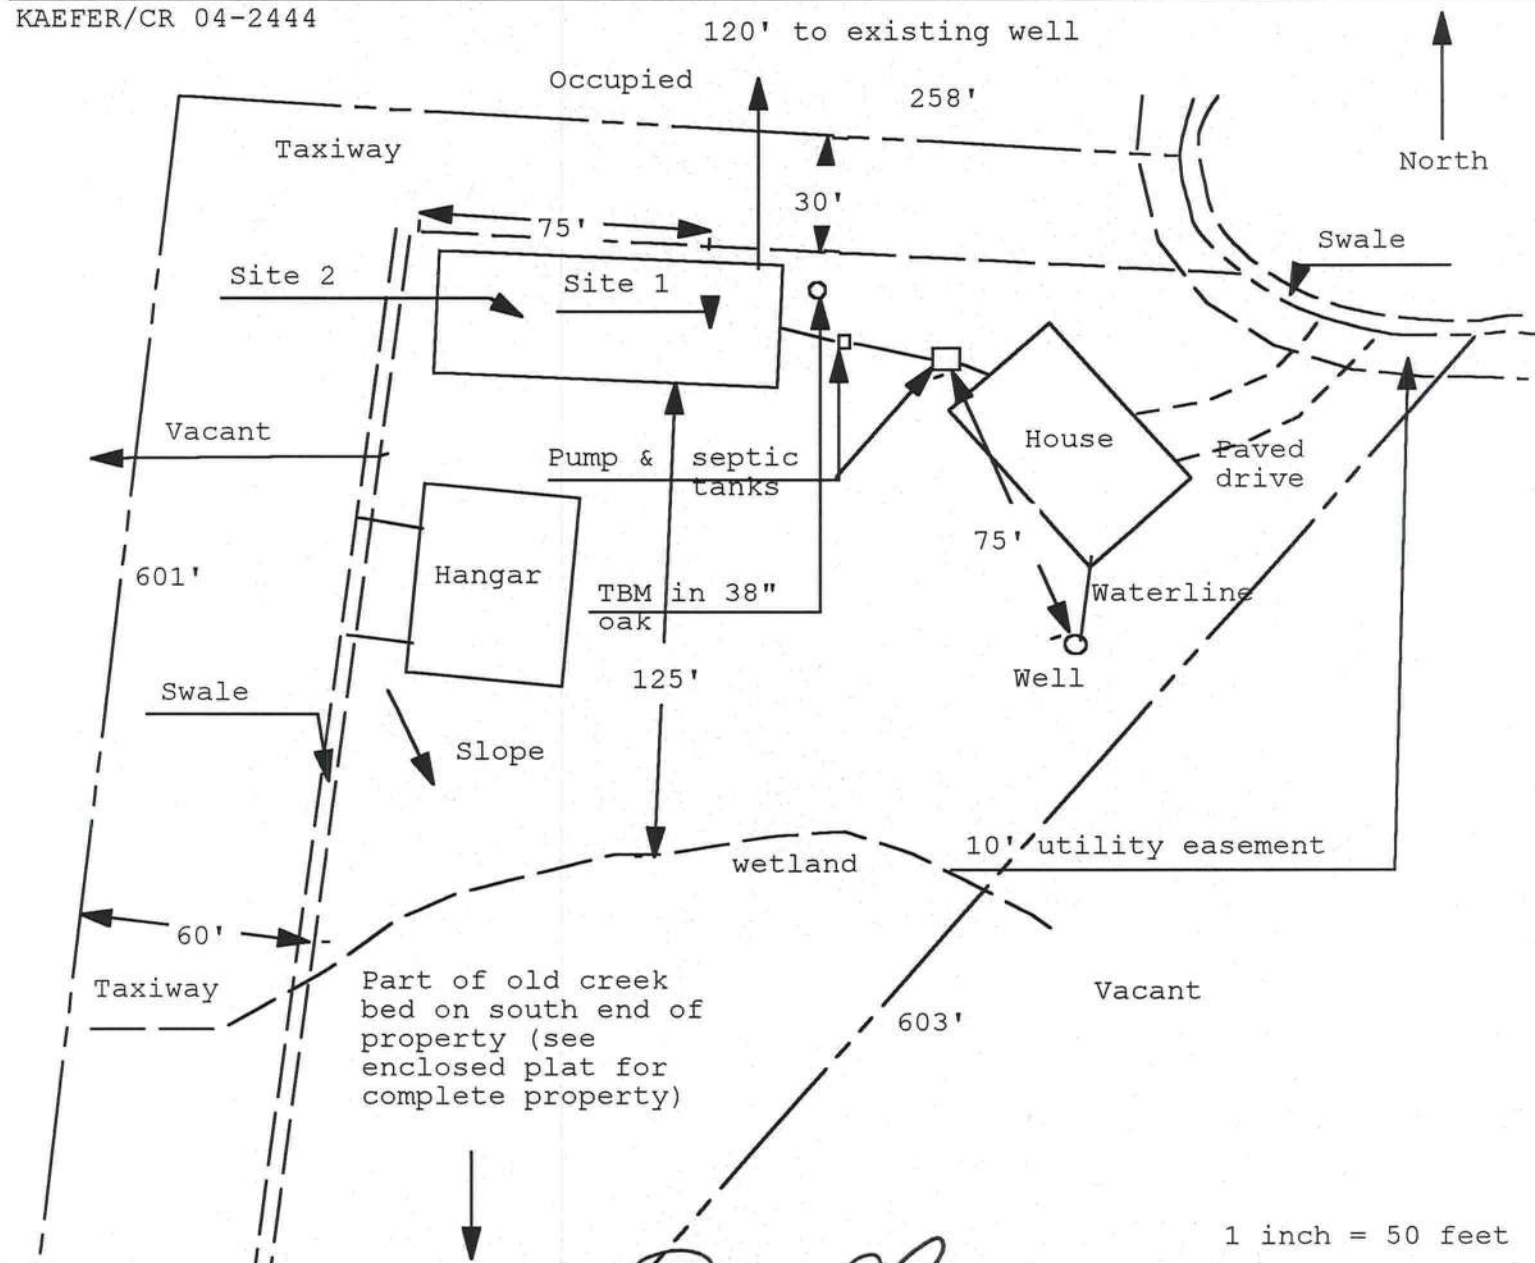 KAEFER/CR 04-2444
120' to existing well
Occupied
258'
Taxiway
North
30'
75'
Swale
Site 2
Site 1
Vacant
House
Pump & septic
tanks
Paved
drive
75'
601'
Hangar
TBM in 38"
oak
Waterline
125'
Well
Swale
Slope
10' utility easement
wetland
60'
Taxiway
Part of old creek
bed on south end of
property (see
enclosed plat for
complete property)
Vacant
603'
1 inch = 50 feet